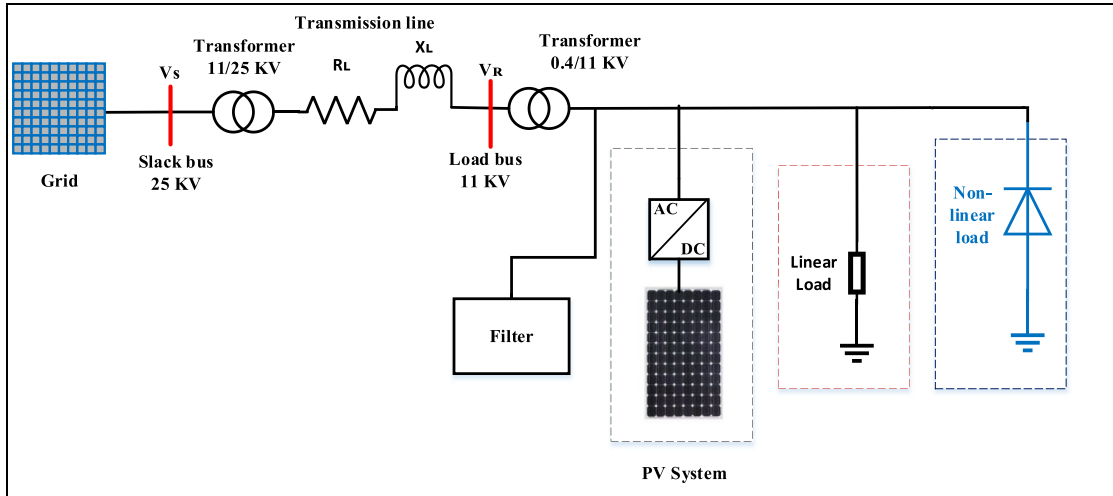 Transmission line
Transformer
11/25 KV
Transformer
0.4/11 KV
Vs
RL
XL
VR
Slack bus
25 KV
Load bus
11 KV
Grid
AC
DC
Non-
linear
load
Linear
Load
Filter
PV System